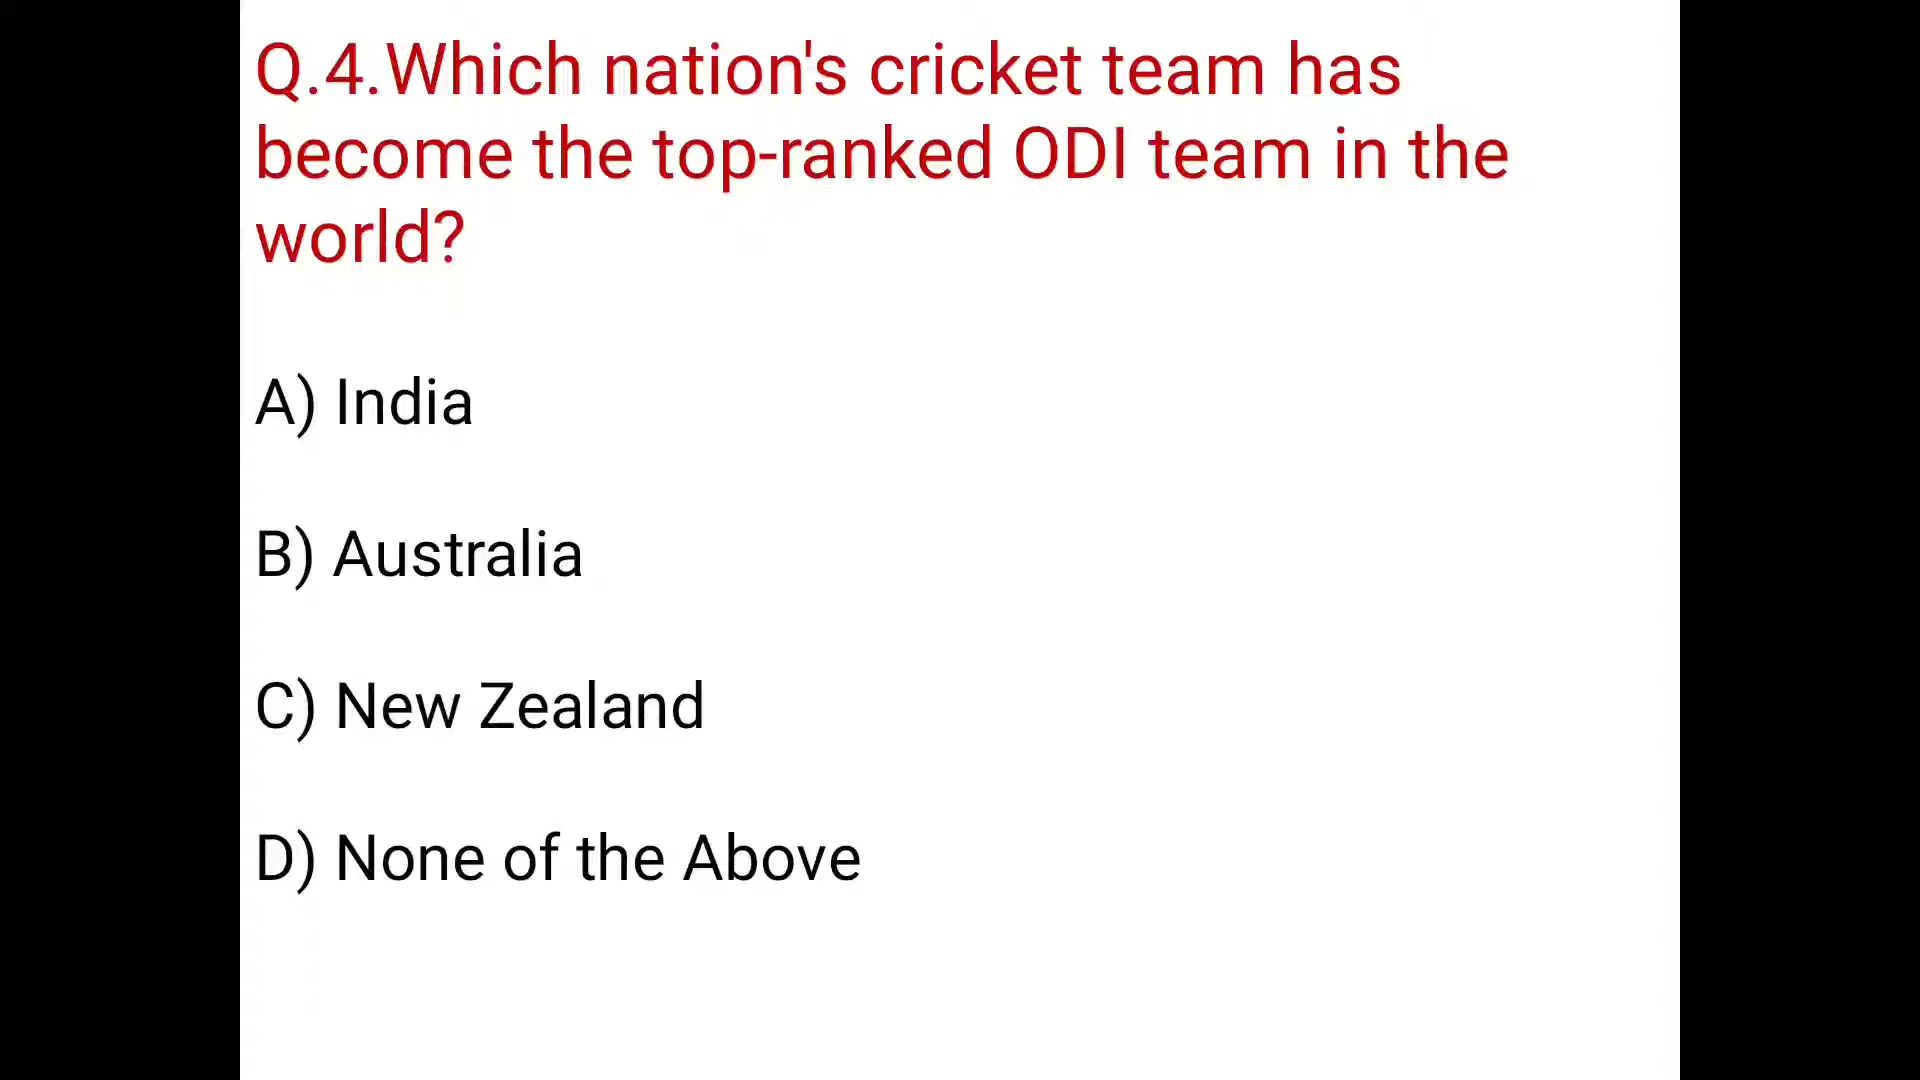 Q.4.Which nation's cricket team has
become the top-ranked ODI team in the
world?
A) India
B) Australia
C) New Zealand
D) None of the Above